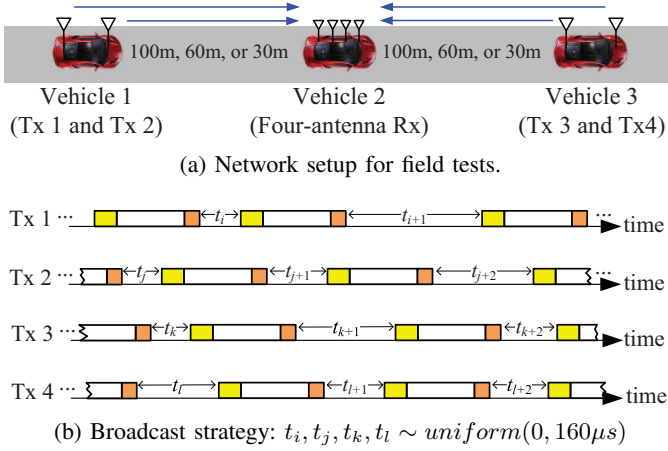 100m, 60m, or 30m 100m, 60m, or 30m
Vehicle 1 Vehicle 2 Vehicle 3
(Tx 1 and Tx 2) (Four-antenna Rx) (Tx 3 and Tx4)
(a) Network setup for field tests.
Tx 1 ··· t_i t_{i+1} ··· time
Tx 2 ··· t_j t_{j+1} t_{j+2} ··· time
Tx 3 ··· t_k t_{k+1} t_{k+2} time
Tx 4 ··· t_l t_{l+1} t_{l+2} time
(b) Broadcast strategy: t_i, t_j, t_k, t_l ∼ uniform(0, 160μs)